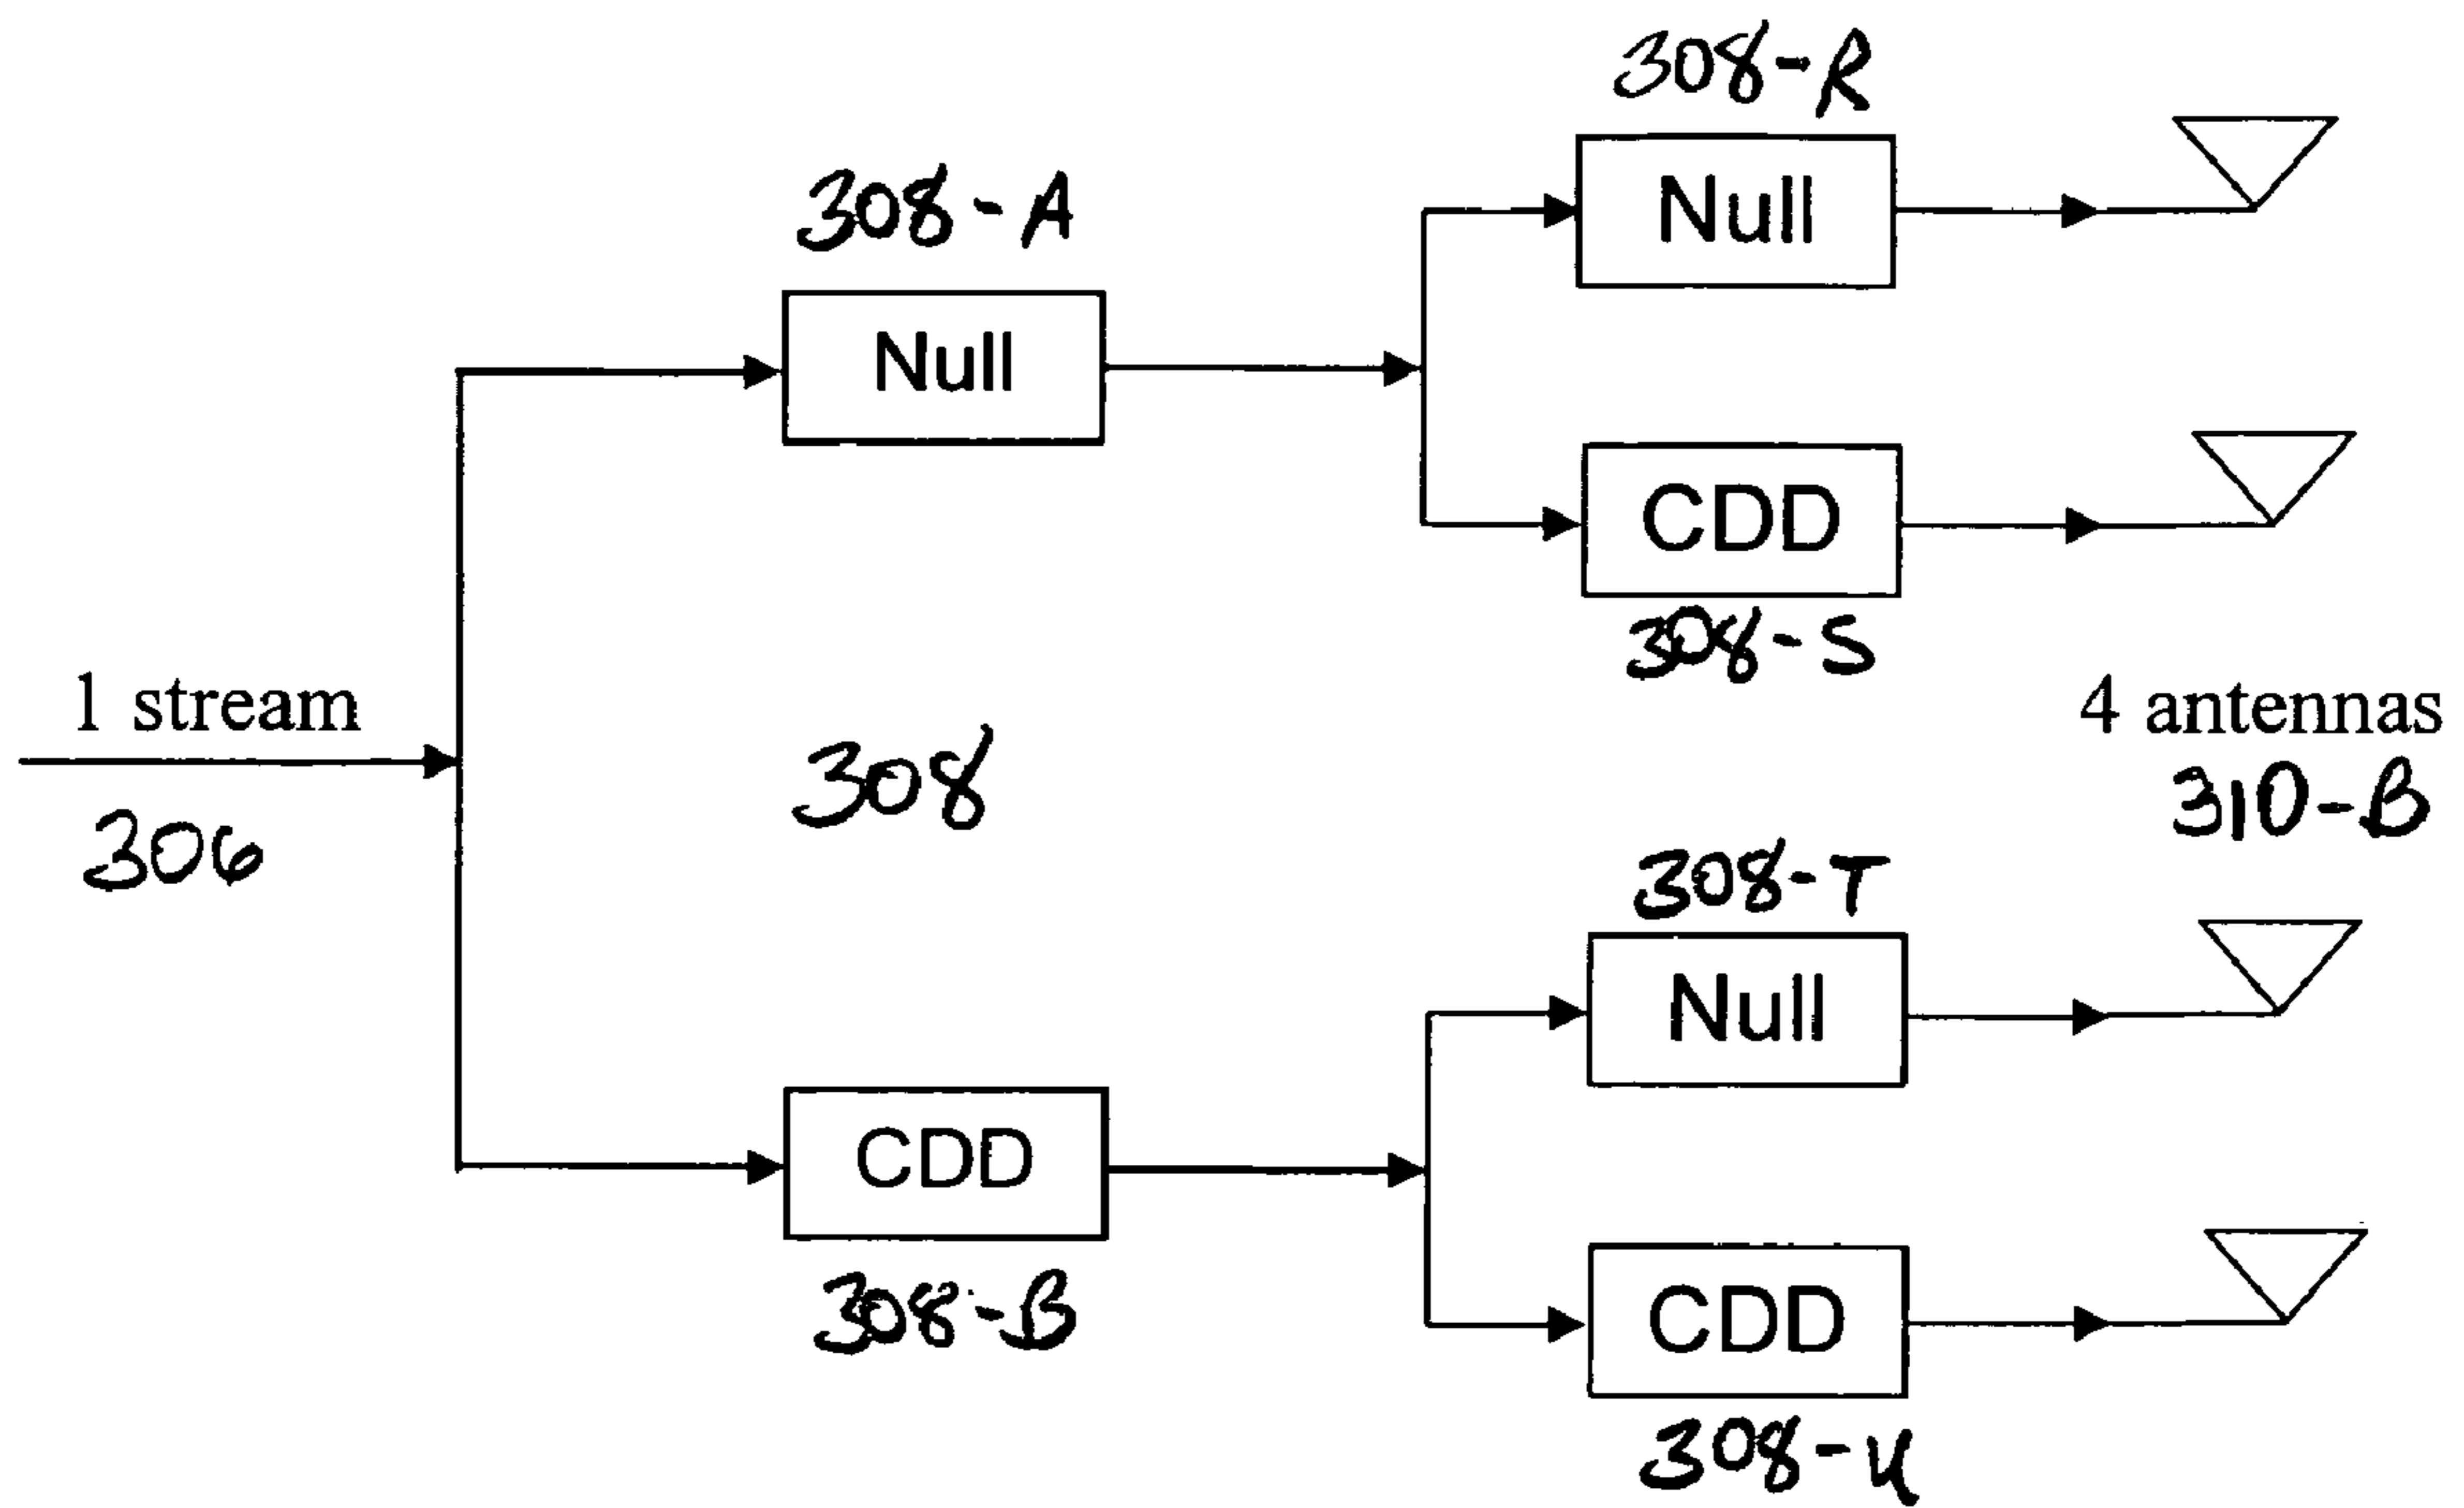 308-R
Null
308-A
Null
CDD
308-S
1 stream
306
308
4 antennas
310-B
308-T
Null
CDD
308-B
CDD
308-U